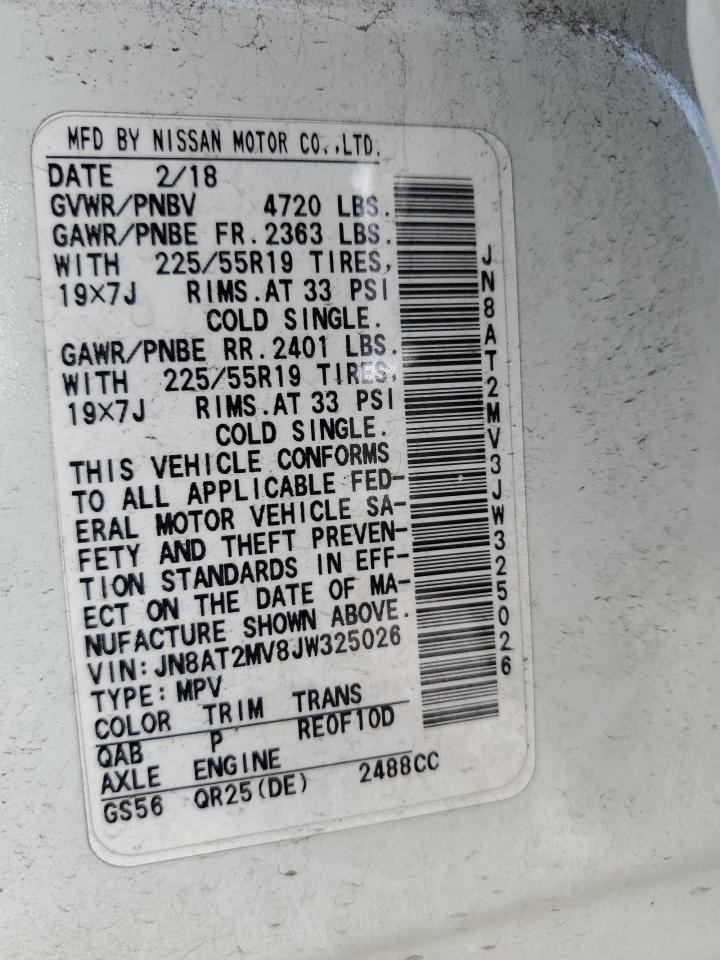 MFD BY NISSAN MOTOR CO.,LTD.
DATE 2/18
GVWR/PNBV 4720 LBS.
GAWR/PNBE FR.2363 LBS.
WITH 225/55R19 TIRES,
19×7J RIMS.AT 33 PSI
COLD SINGLE.
GAWR/PNBE RR.2401 LBS.
WITH 225/55R19 TIRES,
19×7J RIMS.AT 33 PSI
COLD SINGLE.
THIS VEHICLE CONFORMS
TO ALL APPLICABLE FED-
ERAL MOTOR VEHICLE SA-
FETY AND THEFT PREVEN-
TION STANDARDS IN EFF-
ECT ON THE DATE OF MA-
NUFACTURE SHOWN ABOVE.
VIN:JN8AT2MV8JW325026
TYPE:MPV
COLOR TRIM TRANS
QAB P RE0F10D
AXLE ENGINE
GS56 QR25(DE) 2488CC
JN8AT2MV3JW325026